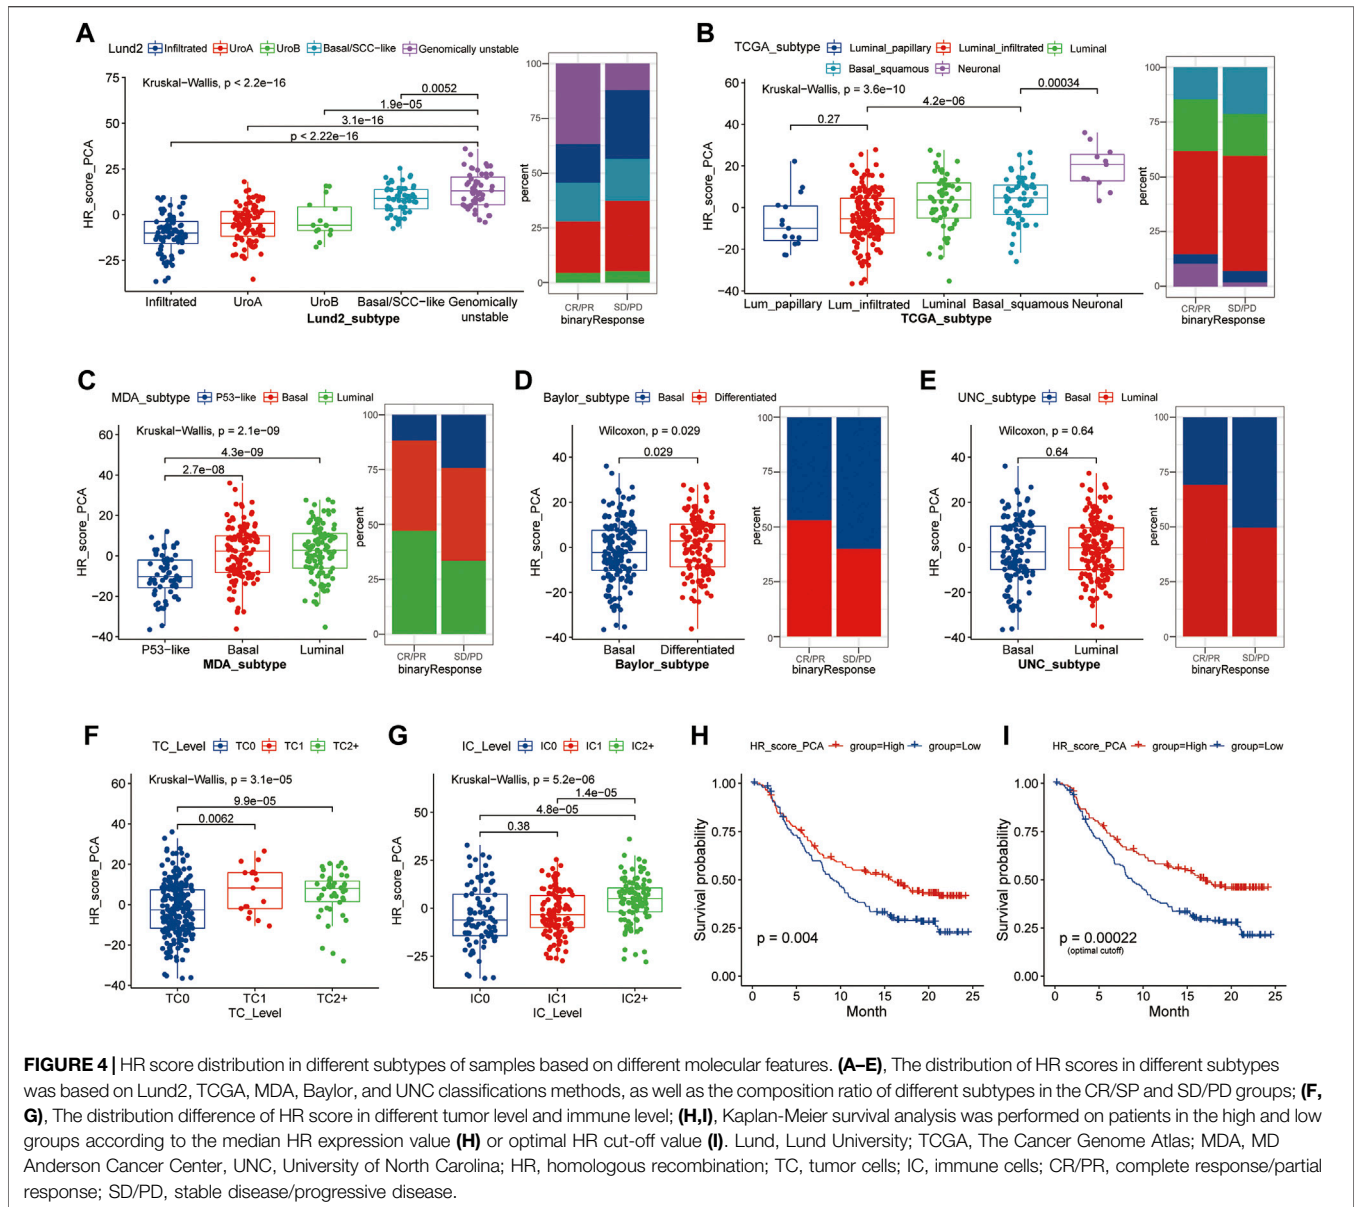 A
Lund2 Infiltrated UroA UroB Basal/SCC-like Genomically unstable
Kruskal-Wallis, p < 2.2e-16
0.0052
1.9e-05
3.1e-16
p < 2.22e-16
HR_score_PCA
75
50
25
0
−25
Infiltrated UroA UroB Basal/SCC-like Genomically
unstable
Lund2_subtype
percent
100
75
50
25
0
CR/PR SD/PD
binaryResponse
B
TCGA_subtype Luminal_papillary Luminal_infiltrated Luminal
Basal_squamous Neuronal
Kruskal-Wallis, p = 3.6e-10
0.00034
4.2e-06
0.27
HR_score_PCA
60
40
20
0
−20
−40
Lum_papillary Lum_infiltrated Luminal Basal_squamous Neuronal
TCGA_subtype
percent
100
75
50
25
0
CR/PR SD/PD
binaryResponse
C
MDA_subtype P53-like Basal Luminal
Kruskal−Wallis, p = 2.1e−09
4.3e−09
2.7e−08
HR_score_PCA
60
40
20
0
−20
−40
P53−like Basal Luminal
MDA_subtype
percent
100
75
50
25
0
CR/PR SD/PD
binaryResponse
D
Baylor_subtype Basal Differentiated
Wilcoxon, p = 0.029
0.029
HR_score_PCA
60
40
20
0
−20
−40
Basal Differentiated
Baylor_subtype
percent
100
75
50
25
0
CR/PR SD/PD
binaryResponse
E
UNC_subtype Basal Luminal
Wilcoxon, p = 0.64
0.64
HR_score_PCA
40
20
0
−20
−40
Basal Luminal
UNC_subtype
percent
100
75
50
25
0
CR/PR SD/PD
binaryResponse
F
TC_Level TC0 TC1 TC2+
Kruskal−Wallis, p = 3.1e−05
9.9e−05
0.0062
HR_score_PCA
60
40
20
0
−20
−40
TC0 TC1 TC2+
TC_Level
G
IC_Level IC0 IC1 IC2+
Kruskal−Wallis, p = 5.2e−06
1.4e−05
4.8e−05
0.38
HR_score_PCA
50
25
0
−25
IC0 IC1 IC2+
IC_Level
H
HR_score_PCA group=High group=Low
Survival probability
1.00
0.75
0.50
0.25
0.00
p = 0.004
0 5 10 15 20 25
Month
I
HR_score_PCA group=High group=Low
Survival probability
1.00
0.75
0.50
0.25
0.00
p = 0.00022
(optimal cutoff)
0 5 10 15 20 25
Month
FIGURE 4 | HR score distribution in different subtypes of samples based on different molecular features. (A–E), The distribution of HR scores in different subtypes
was based on Lund2, TCGA, MDA, Baylor, and UNC classifications methods, as well as the composition ratio of different subtypes in the CR/SP and SD/PD groups; (F,
G), The distribution difference of HR score in different tumor level and immune level; (H,I), Kaplan-Meier survival analysis was performed on patients in the high and low
groups according to the median HR expression value (H) or optimal HR cut-off value (I). Lund, Lund University; TCGA, The Cancer Genome Atlas; MDA, MD
Anderson Cancer Center, UNC, University of North Carolina; HR, homologous recombination; TC, tumor cells; IC, immune cells; CR/PR, complete response/partial
response; SD/PD, stable disease/progressive disease.